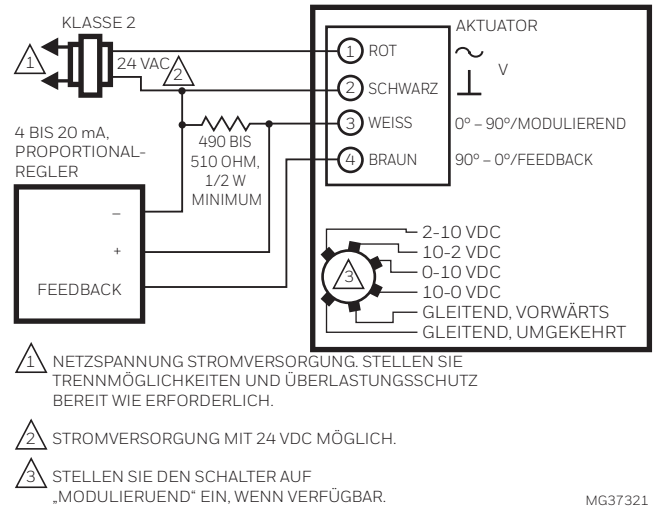 KLASSE 2
AKTUATOR
1
24 VAC
2
1 ROT
V
2 SCHWARZ
3 WEISS
0° – 90°/MODULIEREND
4 BRAUN
90° – 0°/FEEDBACK
490 BIS
510 OHM,
1/2 W
MINIMUM
4 BIS 20 mA,
PROPORTIONAL-
REGLER
–
+
FEEDBACK
3
2-10 VDC
10-2 VDC
0-10 VDC
10-0 VDC
GLEITEND, VORWÄRTS
GLEITEND, UMGEKEHRT
1 NETZSPANNUNG STROMVERSORGUNG. STELLEN SIE
TRENNMÖGLICHKEITEN UND ÜBERLASTUNGSSCHUTZ
BEREIT WIE ERFORDERLICH.
2 STROMVERSORGUNG MIT 24 VDC MÖGLICH.
3 STELLEN SIE DEN SCHALTER AUF
„MODULIERUEND“ EIN, WENN VERFÜGBAR.
MG37321